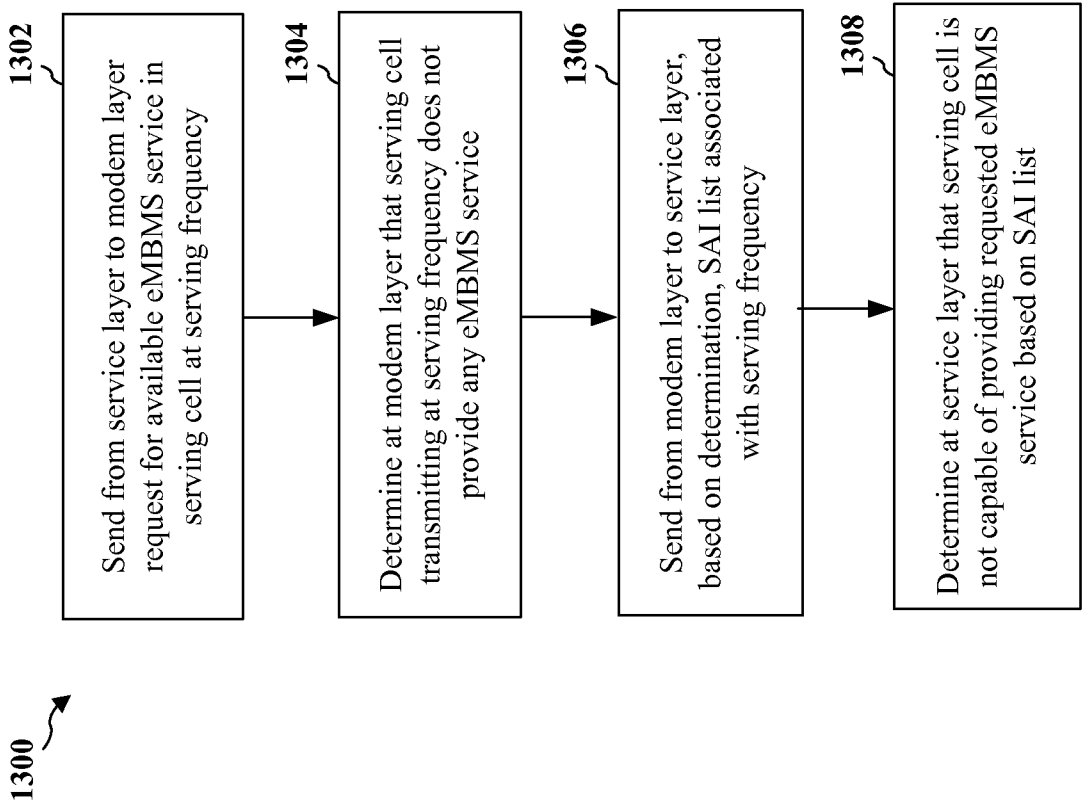 1300
1302
Send from service layer to modem layer
request for available eMBMS service in
serving cell at serving frequency
1304
Determine at modem layer that serving cell
transmitting at serving frequency does not
provide any eMBMS service
1306
Send from modem layer to service layer,
based on determination, SAI list associated
with serving frequency
1308
Determine at service layer that serving cell is
not capable of providing requested eMBMS
service based on SAI list